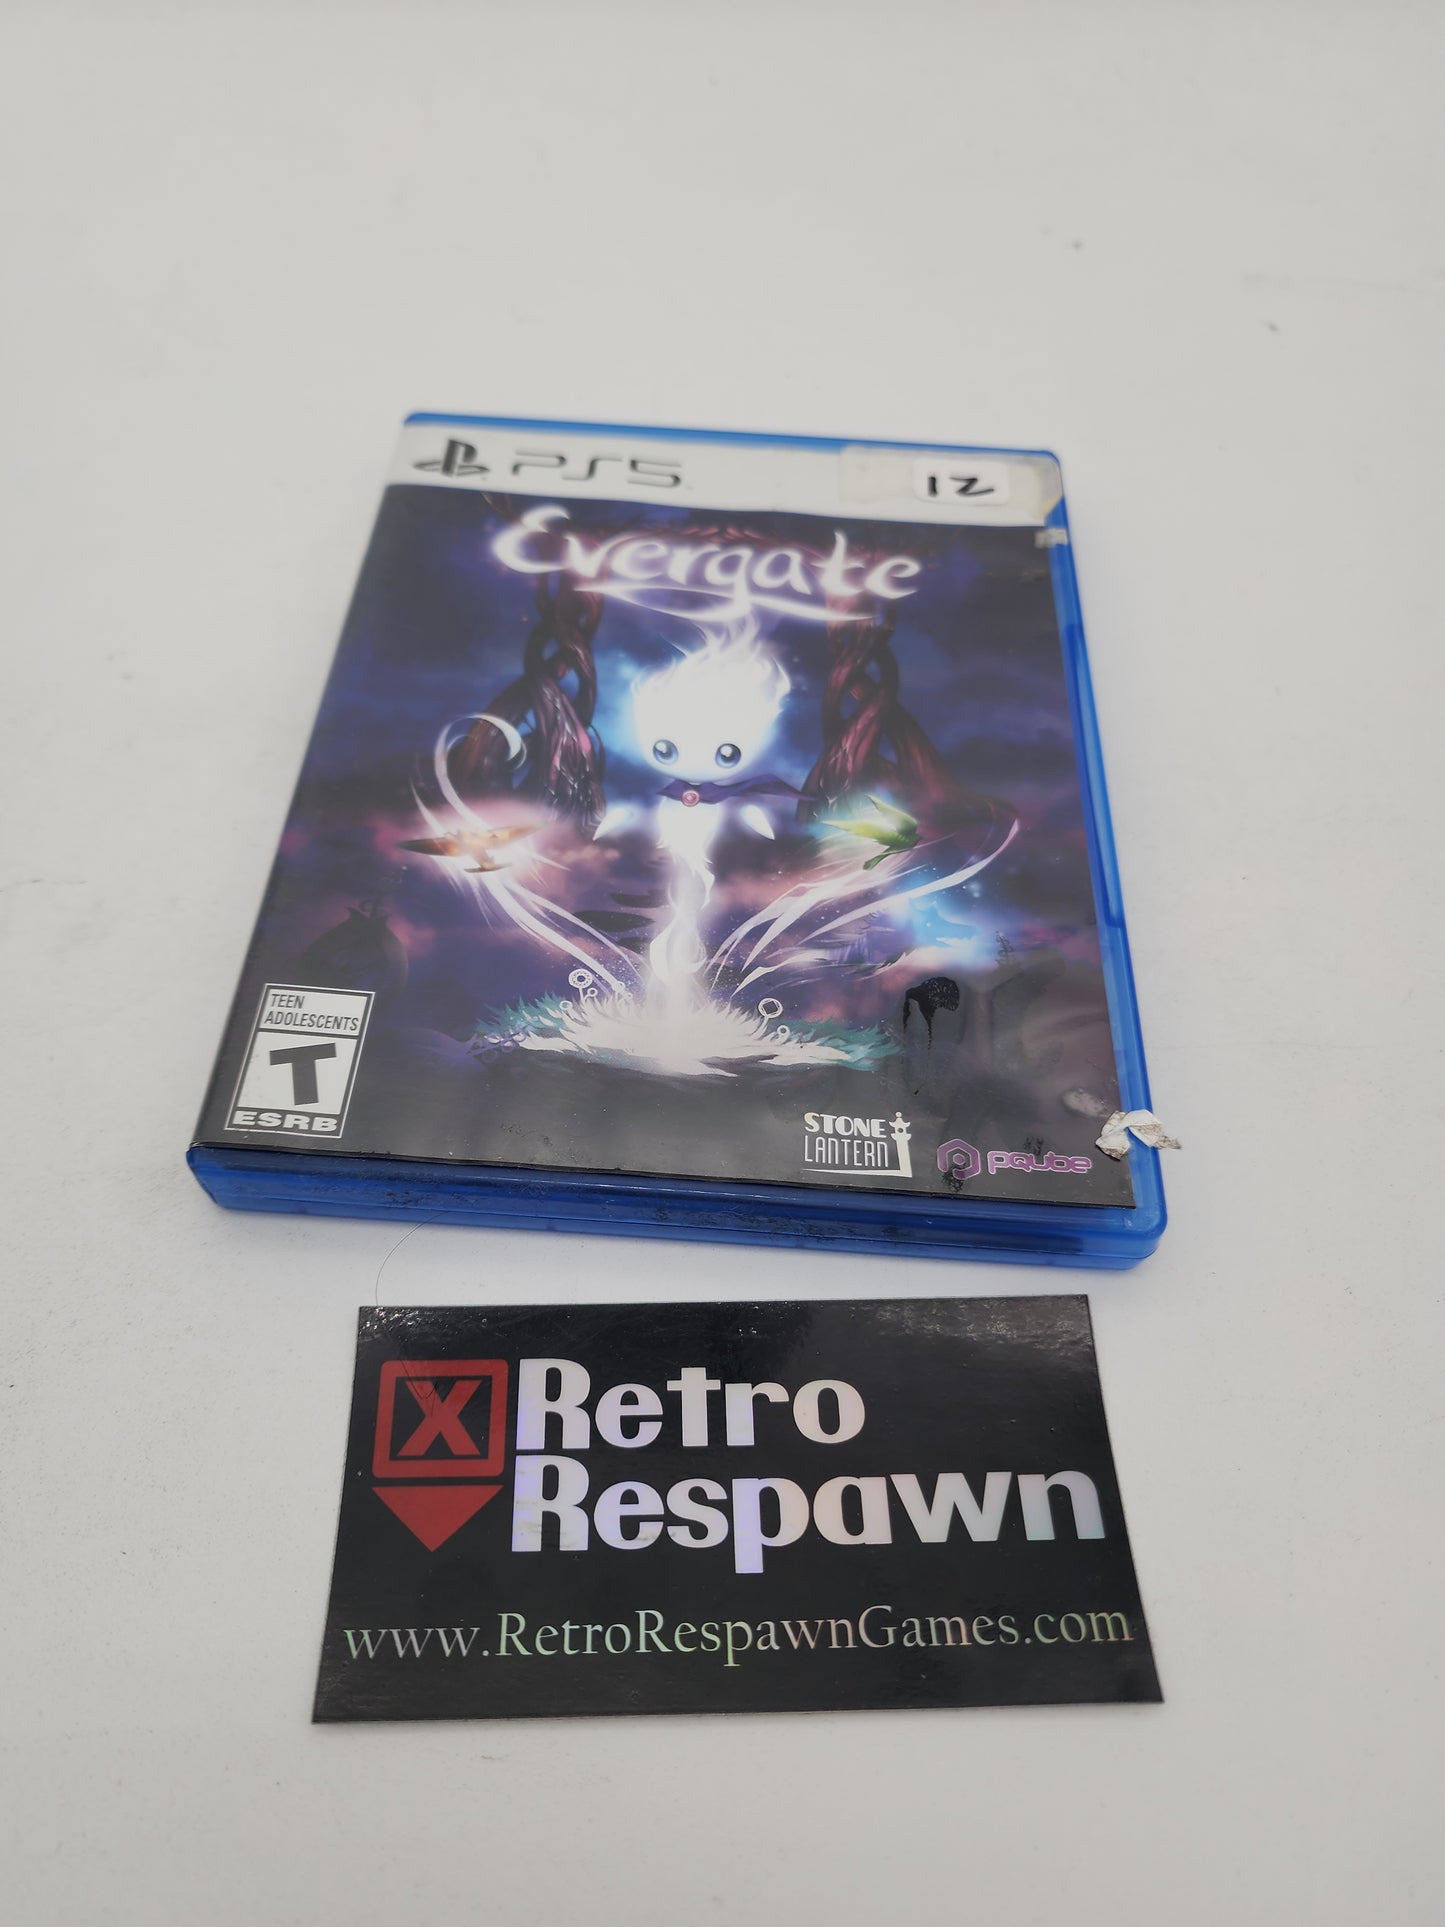 PS5
12
Evergate
TEEN
ADOLESCENTS
T
ESRB
STONE
LANTERN
PQube
X
Retro
Respawn
www.RetroRespawnGames.com